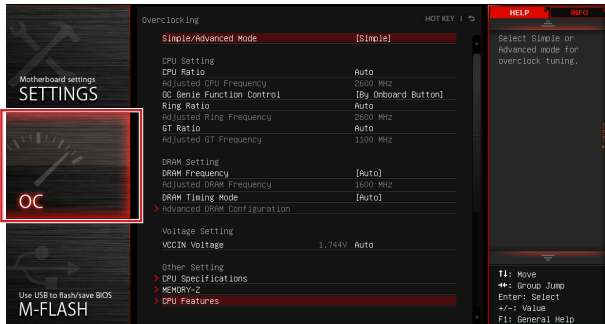 Motherboard settings
SETTINGS
OC
Use USB to flash/save BIOS
M-FLASH
Overclocking
HOT KEY
Simple/Advanced Mode [Simple]
CPU Setting
CPU Ratio Auto
Adjusted CPU Frequency 2600 MHz
OC Genie Function Control [By Onboard Button]
Ring Ratio Auto
Adjusted Ring Frequency 2600 MHz
GT Ratio Auto
Adjusted GT Frequency 1100 MHz
DRAM Setting
DRAM Frequency [Auto]
Adjusted DRAM Frequency 1600 MHz
DRAM Timing Mode [Auto]
> Advanced DRAM Configuration
Voltage Setting
VCCIN Voltage 1.744V Auto
Other Setting
> CPU Specifications
> MEMORY-Z
> CPU Features
HELP
INFO
Select Simple or
Advanced mode for
overclock tuning.
↑↓: Move
↔: Group Jump
Enter: Select
+/-: Value
F1: General Help